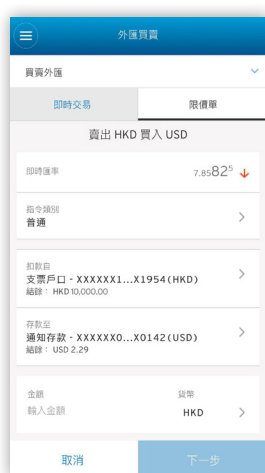 外匯買賣
買賣外匯
即時交易 限價單
賣出 HKD 買入 USD
即時匯率 7.8582⁵
指令類別
普通
扣款自
支票戶口 - XXXXXX1...X1954(HKD)
結餘： HKD 10,000.00
存款至
通知存款 - XXXXXX0...X0142(USD)
結餘： USD 2.29
金額 貨幣
輸入金額 HKD
取消 下一步